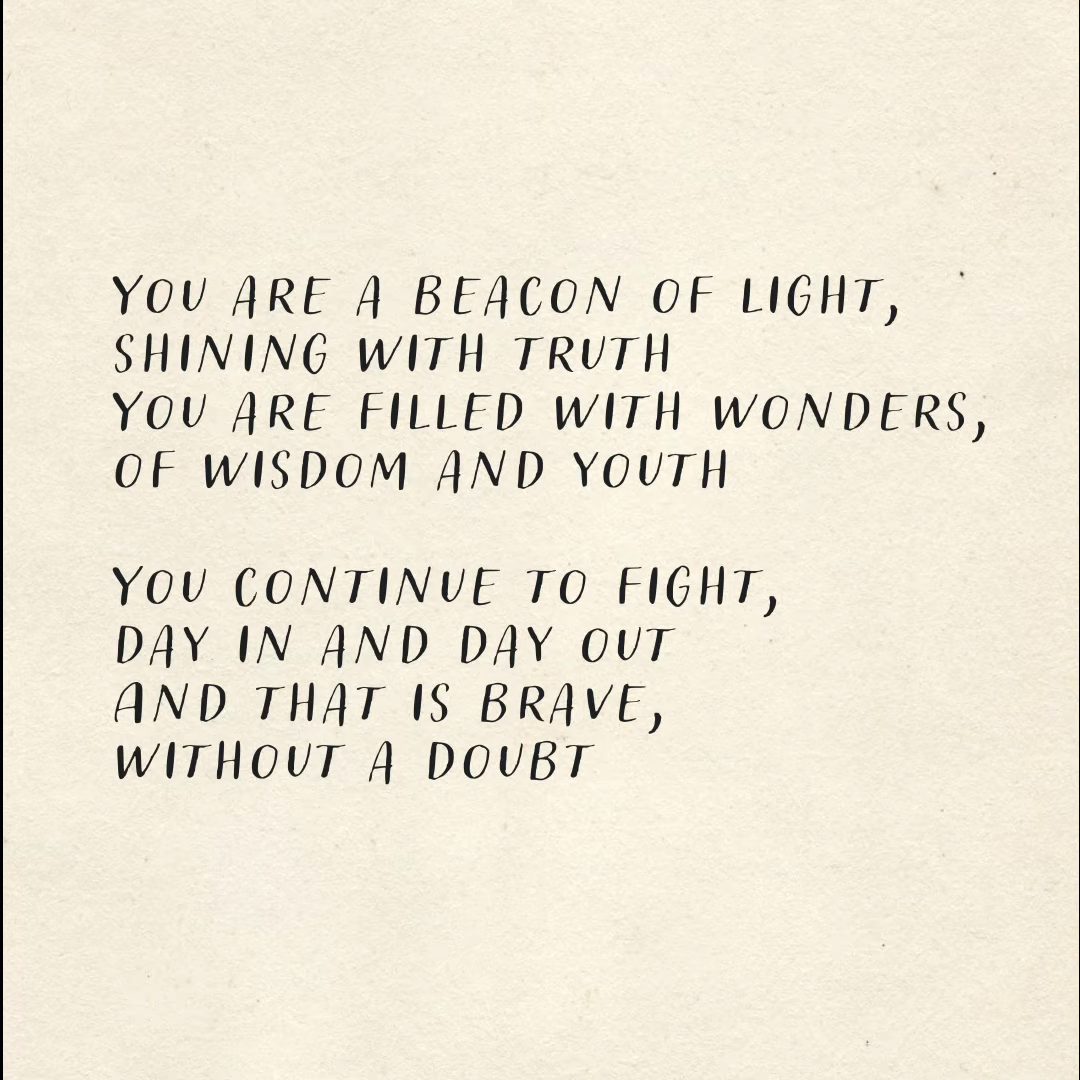 YOU ARE A BEACON OF LIGHT,
SHINING WITH TRUTH
YOU ARE FILLED WITH WONDERS,
OF WISDOM AND YOUTH
YOU CONTINUE TO FIGHT,
DAY IN AND DAY OUT
AND THAT IS BRAVE,
WITHOUT A DOUBT